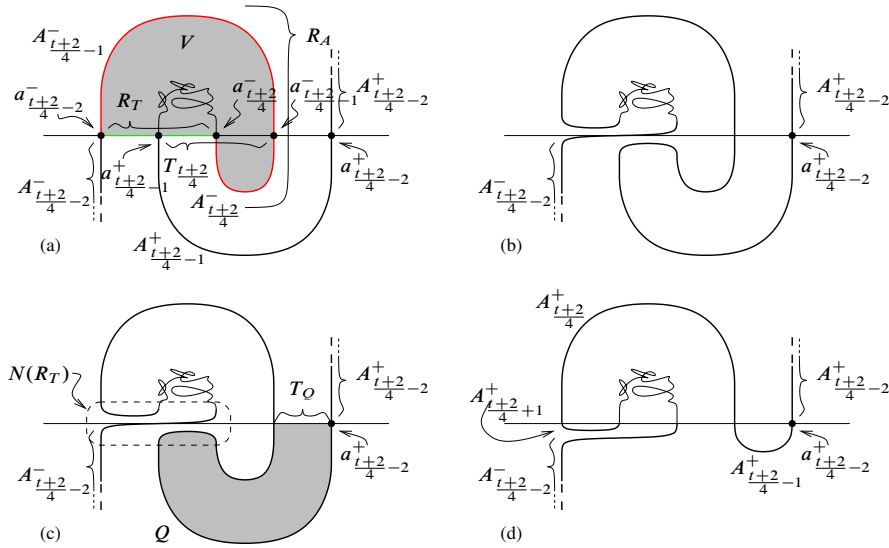 A^-_{\frac{t+2}{4}-1}
V
R_A
a^-_{\frac{t+2}{4}-2}
R_T
a^-_{\frac{t+2}{4}}
a^-_{\frac{t+2}{4}-1}
A^+_{\frac{t+2}{4}-2}
A^-_{\frac{t+2}{4}-2}
a^+_{\frac{t+2}{4}-1}
T_{\frac{t+2}{4}}
A^-_{\frac{t+2}{4}}
a^+_{\frac{t+2}{4}-2}
A^+_{\frac{t+2}{4}-1}
(a)
A^+_{\frac{t+2}{4}-2}
A^-_{\frac{t+2}{4}-2}
a^+_{\frac{t+2}{4}-2}
(b)
N(R_T)
T_Q
A^+_{\frac{t+2}{4}-2}
A^-_{\frac{t+2}{4}-2}
a^+_{\frac{t+2}{4}-2}
Q
(c)
A^+_{\frac{t+2}{4}}
A^+_{\frac{t+2}{4}-2}
A^+_{\frac{t+2}{4}+1}
A^-_{\frac{t+2}{4}-2}
A^+_{\frac{t+2}{4}-1}
a^+_{\frac{t+2}{4}-2}
(d)